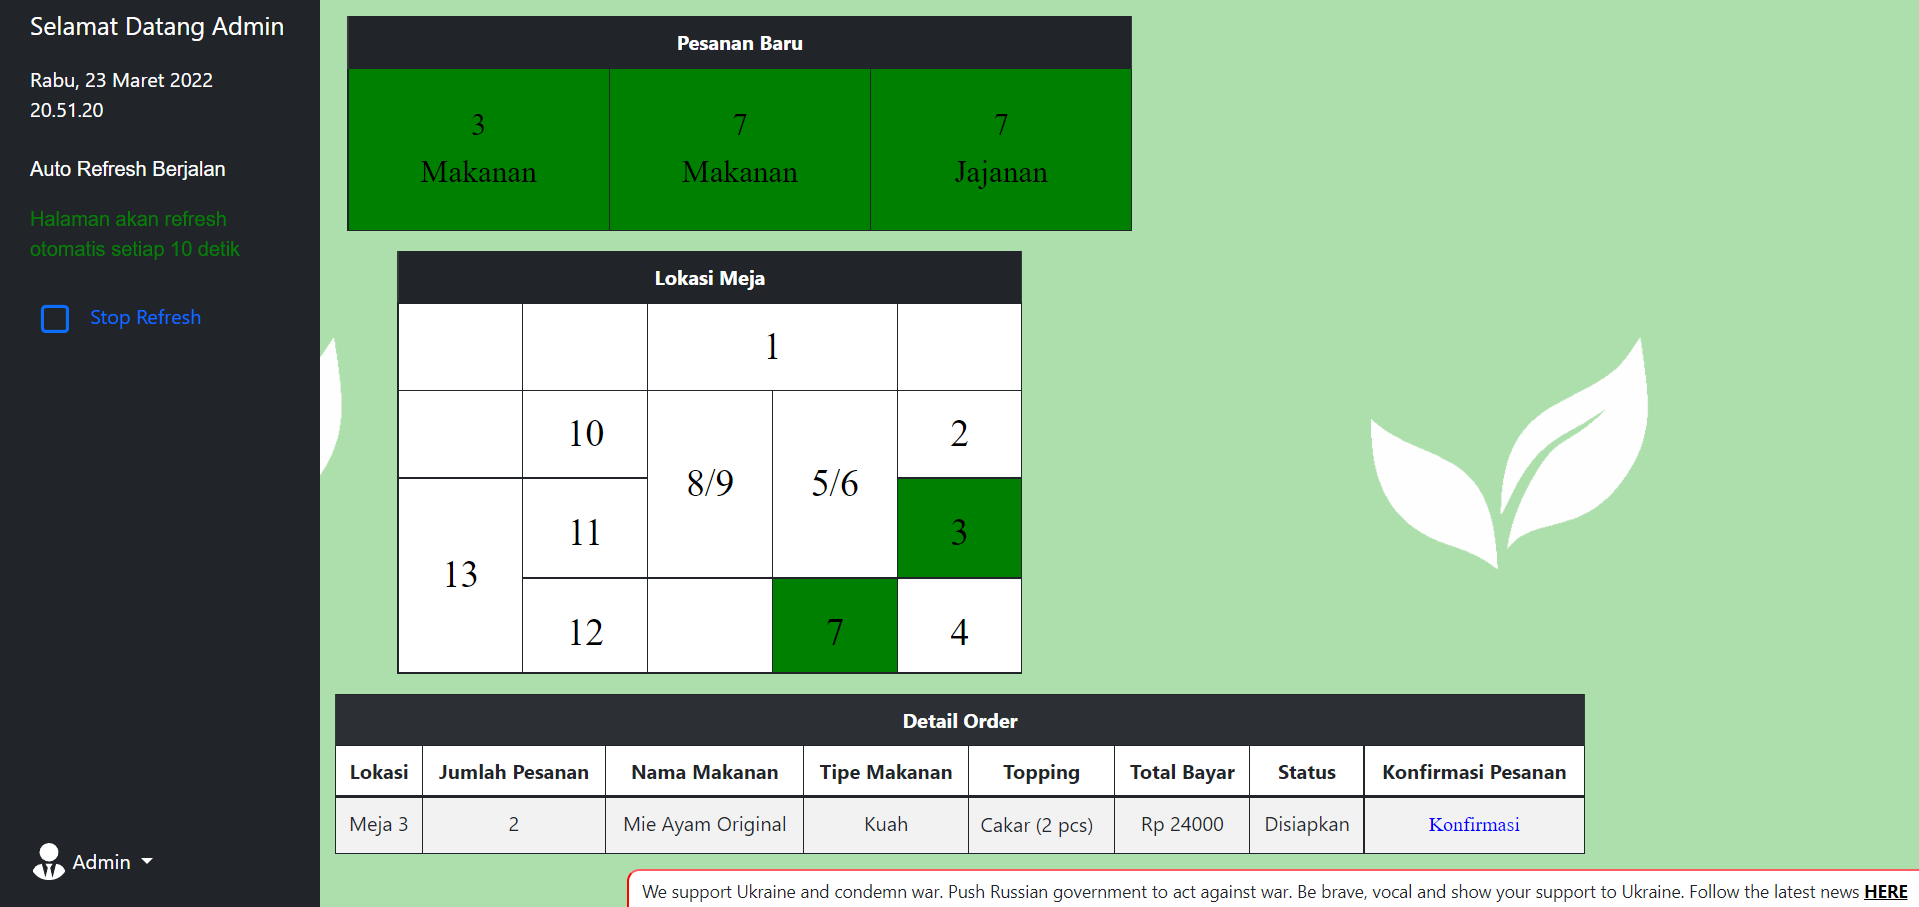 Selamat Datang Admin
Rabu, 23 Maret 2022
20.51.20
Auto Refresh Berjalan
Halaman akan refresh
otomatis setiap 10 detik
Stop Refresh
Admin
Pesanan Baru
3 7 7
Makanan Makanan Jajanan
Lokasi Meja
1
10 2
8/9 5/6
11 3
13
12 7 4
Detail Order
Lokasi Jumlah Pesanan Nama Makanan Tipe Makanan Topping Total Bayar Status Konfirmasi Pesanan
Meja 3 2 Mie Ayam Original Kuah Cakar (2 pcs) Rp 24000 Disiapkan Konfirmasi
We support Ukraine and condemn war. Push Russian government to act against war. Be brave, vocal and show your support to Ukraine. Follow the latest news HERE